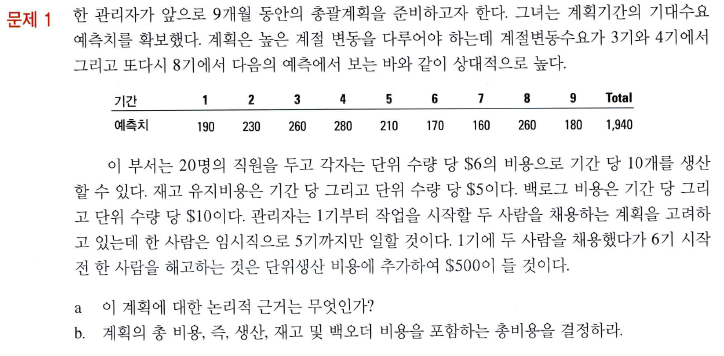 문제 1 한 관리자가 앞으로 9개월 동안의 총괄계획을 준비하고자 한다. 그녀는 계획기간의 기대수요
예측치를 확보했다. 계획은 높은 계절 변동을 다루어야 하는데 계절변동수요가 3기와 4기에서
그리고 또다시 8기에서 다음의 예측에서 보는 바와 같이 상대적으로 높다.
기간 1 2 3 4 5 6 7 8 9 Total
예측치 190 230 260 280 210 170 160 260 180 1,940
이 부서는 20명의 직원을 두고 각자는 단위 수량 당 $6의 비용으로 기간 당 10개를 생산
할 수 있다. 재고 유지비용은 기간 당 그리고 단위 수량 당 $5이다. 백로그 비용은 기간 당 그리
고 단위 수량 당 $10이다. 관리자는 1기부터 작업을 시작할 두 사람을 채용하는 계획을 고려하
고 있는데 한 사람은 임시직으로 5기까지만 일할 것이다. 1기에 두 사람을 채용했다가 6기 시작
전 한 사람을 해고하는 것은 단위생산 비용에 추가하여 $500이 들 것이다.
a 이 계획에 대한 논리적 근거는 무엇인가?
b. 계획의 총 비용, 즉, 생산, 재고 및 백오더 비용을 포함하는 총비용을 결정하라.